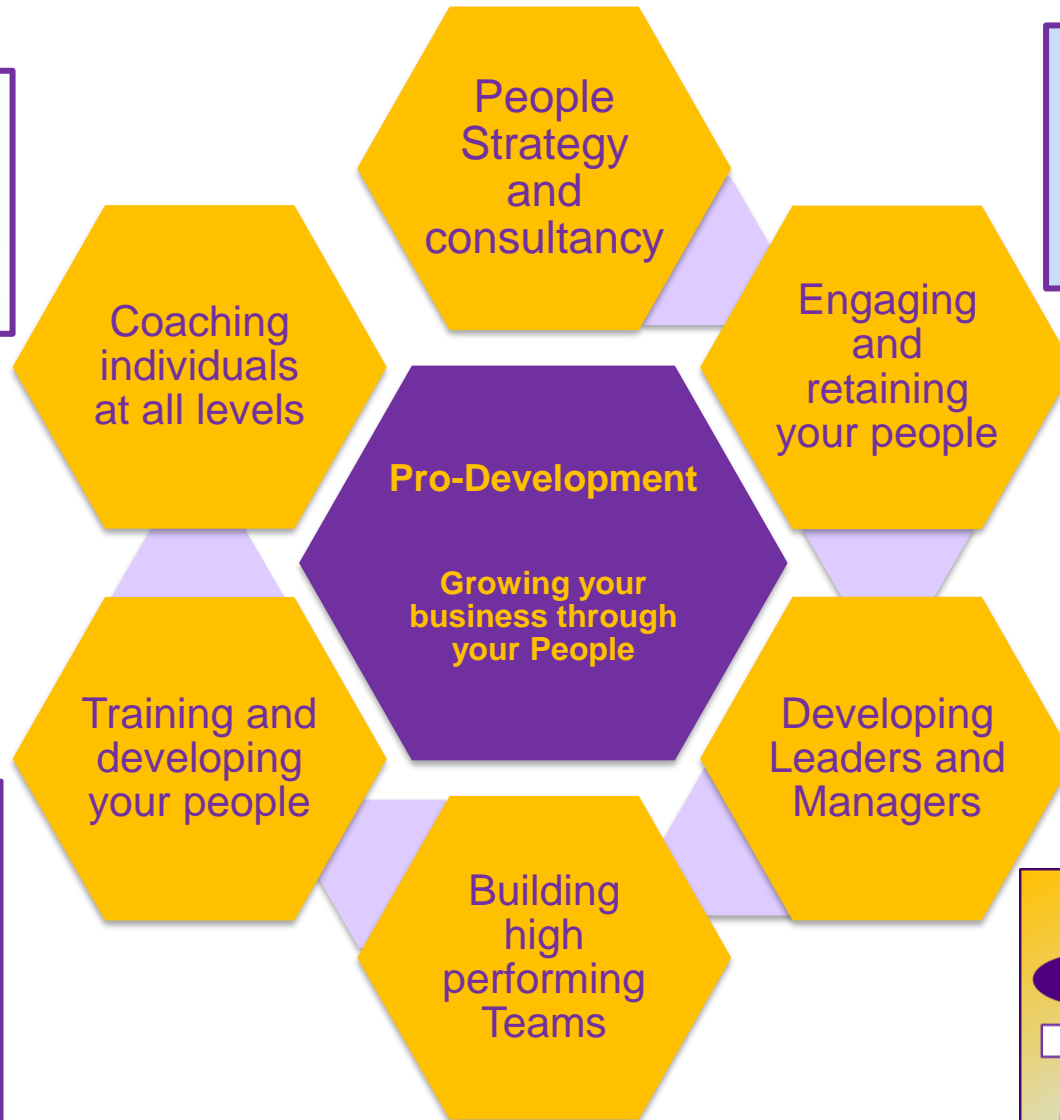 People
Strategy
and
consultancy
Engaging
and
retaining
your people
Developing
Leaders and
Managers
Building
high
performing
Teams
Training and
developing
your people
Coaching
individuals
at all levels
Pro-Development
Growing your
business through
your People